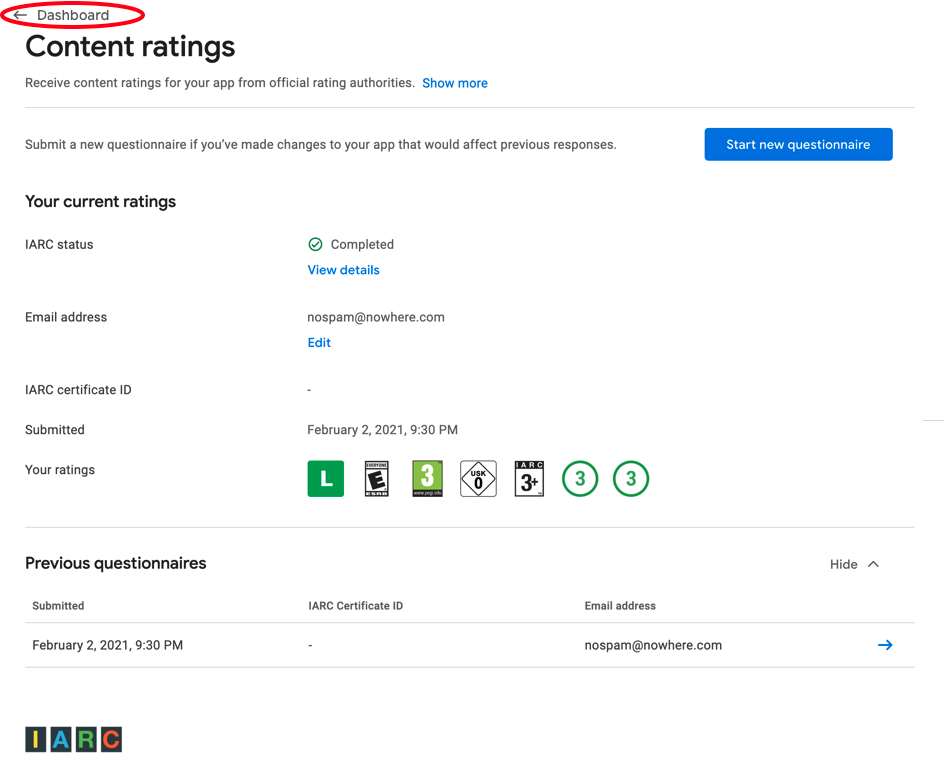 ← Dashboard
Content ratings
Receive content ratings for your app from official rating authorities. Show more
Submit a new questionnaire if you've made changes to your app that would affect previous responses.
Start new questionnaire
Your current ratings
IARC status
Completed
View details
Email address
nospam@nowhere.com
Edit
IARC certificate ID
-
Submitted
February 2, 2021, 9:30 PM
Your ratings
L
EVERYONE
E
ESRB
3
www.pegi.info
USK
0
IARC
3+
3
3
Previous questionnaires
Hide
Submitted IARC Certificate ID Email address
February 2, 2021, 9:30 PM - nospam@nowhere.com →
IARC